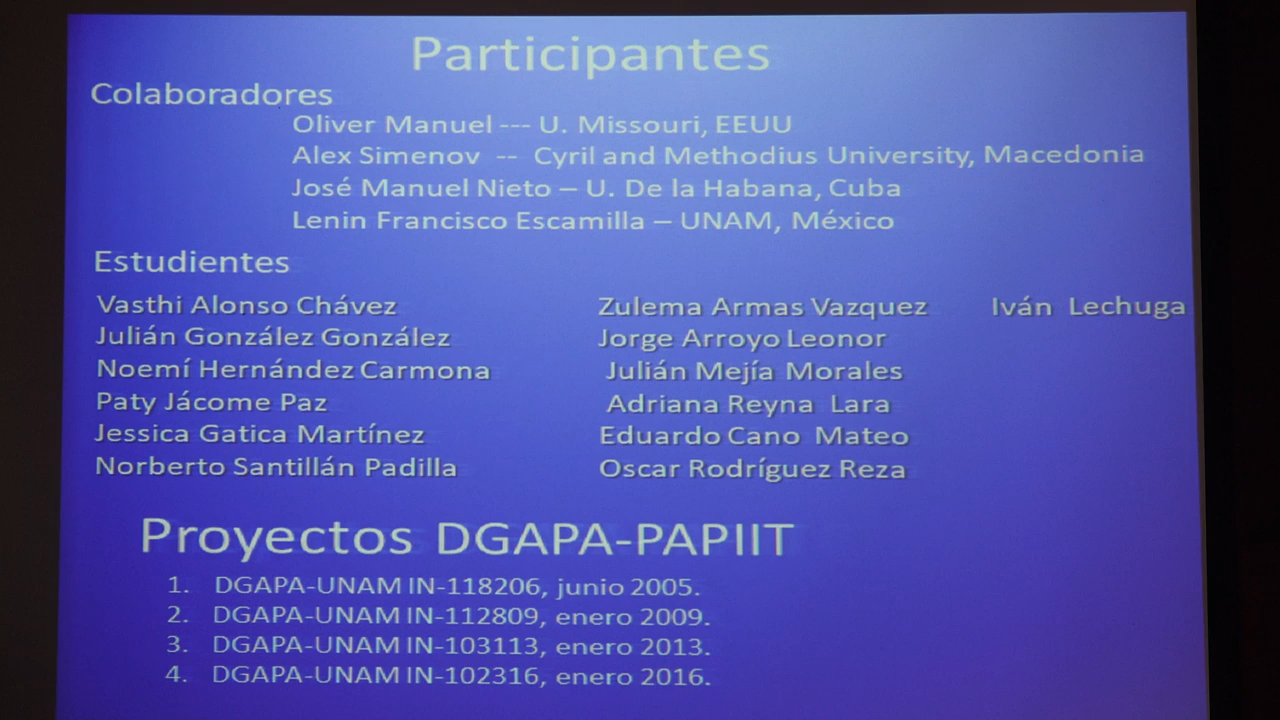 Participantes
Colaboradores
Oliver Manuel --- U. Missouri, EEUU
Alex Simenov -- Cyril and Methodius University, Macedonia
José Manuel Nieto – U. De la Habana, Cuba
Lenin Francisco Escamilla – UNAM, México
Estudientes
Vasthi Alonso Chávez Zulema Armas Vazquez Iván Lechuga
Julián González González Jorge Arroyo Leonor
Noemí Hernández Carmona Julián Mejía Morales
Paty Jácome Paz Adriana Reyna Lara
Jessica Gatica Martínez Eduardo Cano Mateo
Norberto Santillán Padilla Oscar Rodríguez Reza
Proyectos DGAPA-PAPIIT
1. DGAPA-UNAM IN-118206, junio 2005.
2. DGAPA-UNAM IN-112809, enero 2009.
3. DGAPA-UNAM IN-103113, enero 2013.
4. DGAPA-UNAM IN-102316, enero 2016.